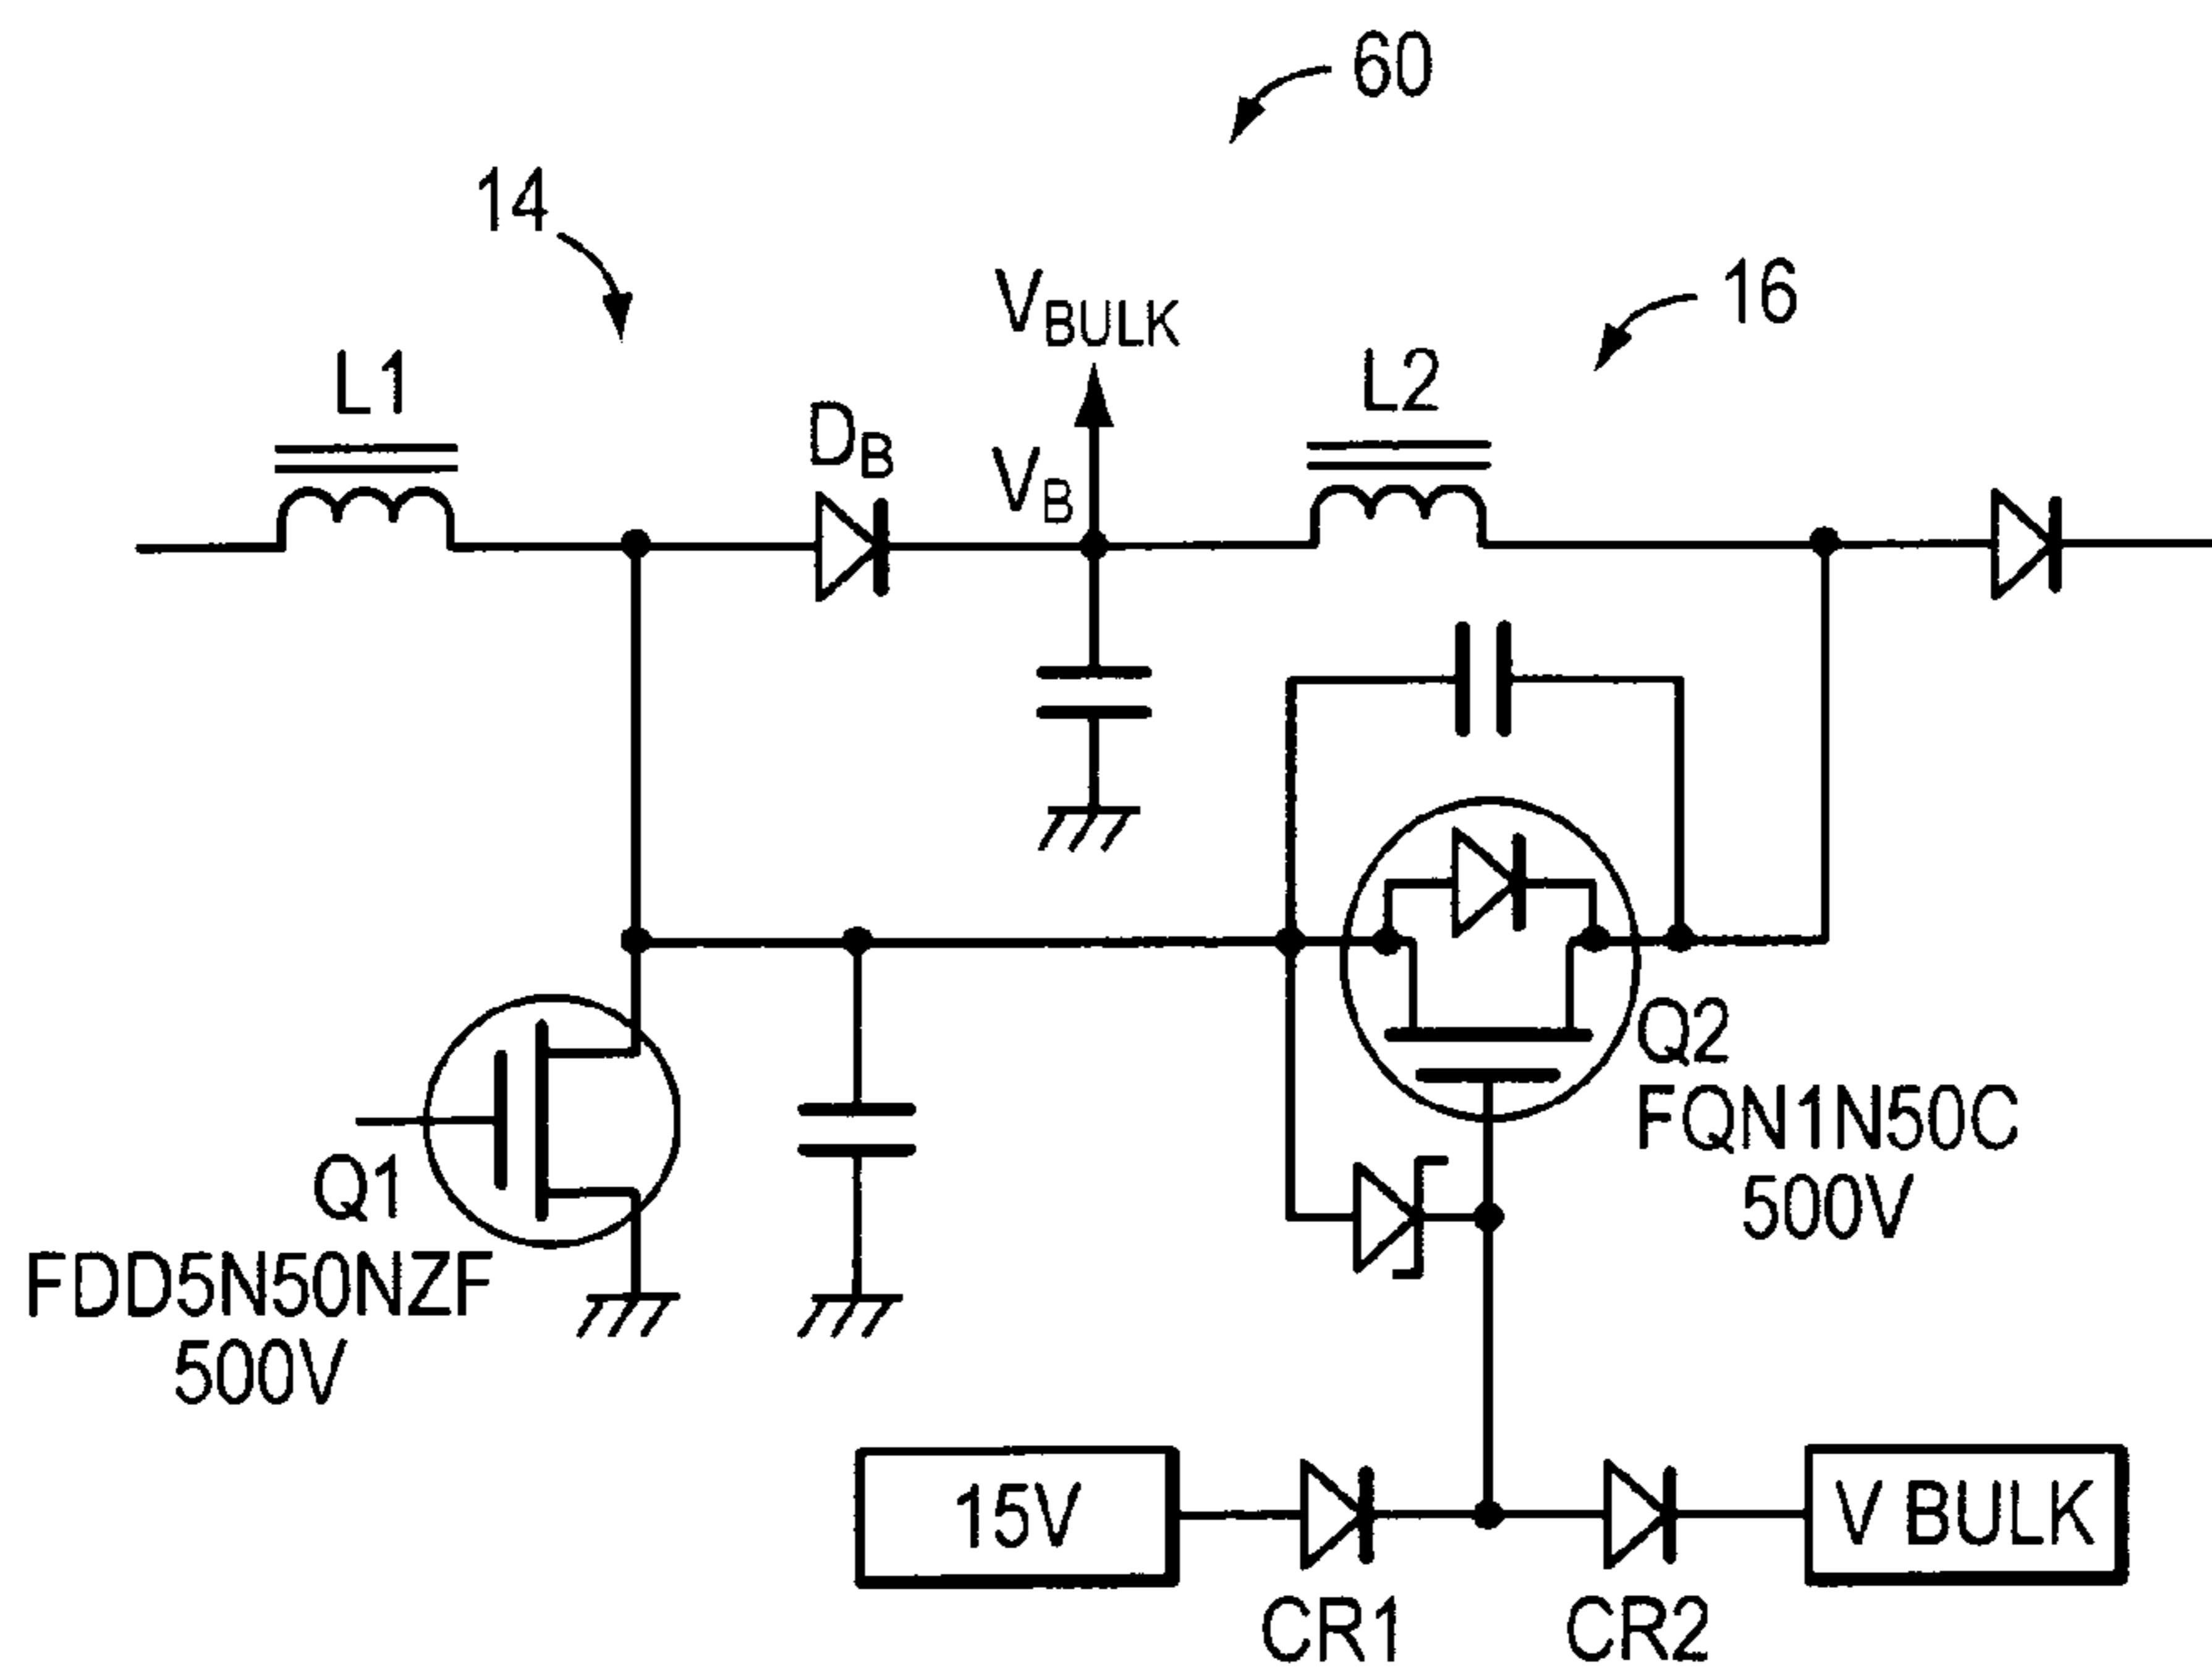 60
14
16
VBULK
L1
L2
DB
VB
Q2
FQN1N50C
500V
Q1
FDD5N50NZF
500V
15V
V BULK
CR1
CR2